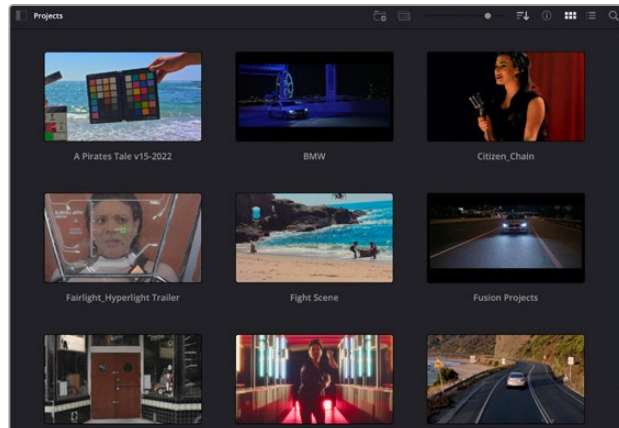 Projects
A Pirates Tale v15-2022
BMW
Citizen_Chain
Fairlight_Hyperlight Trailer
Fight Scene
Fusion Projects